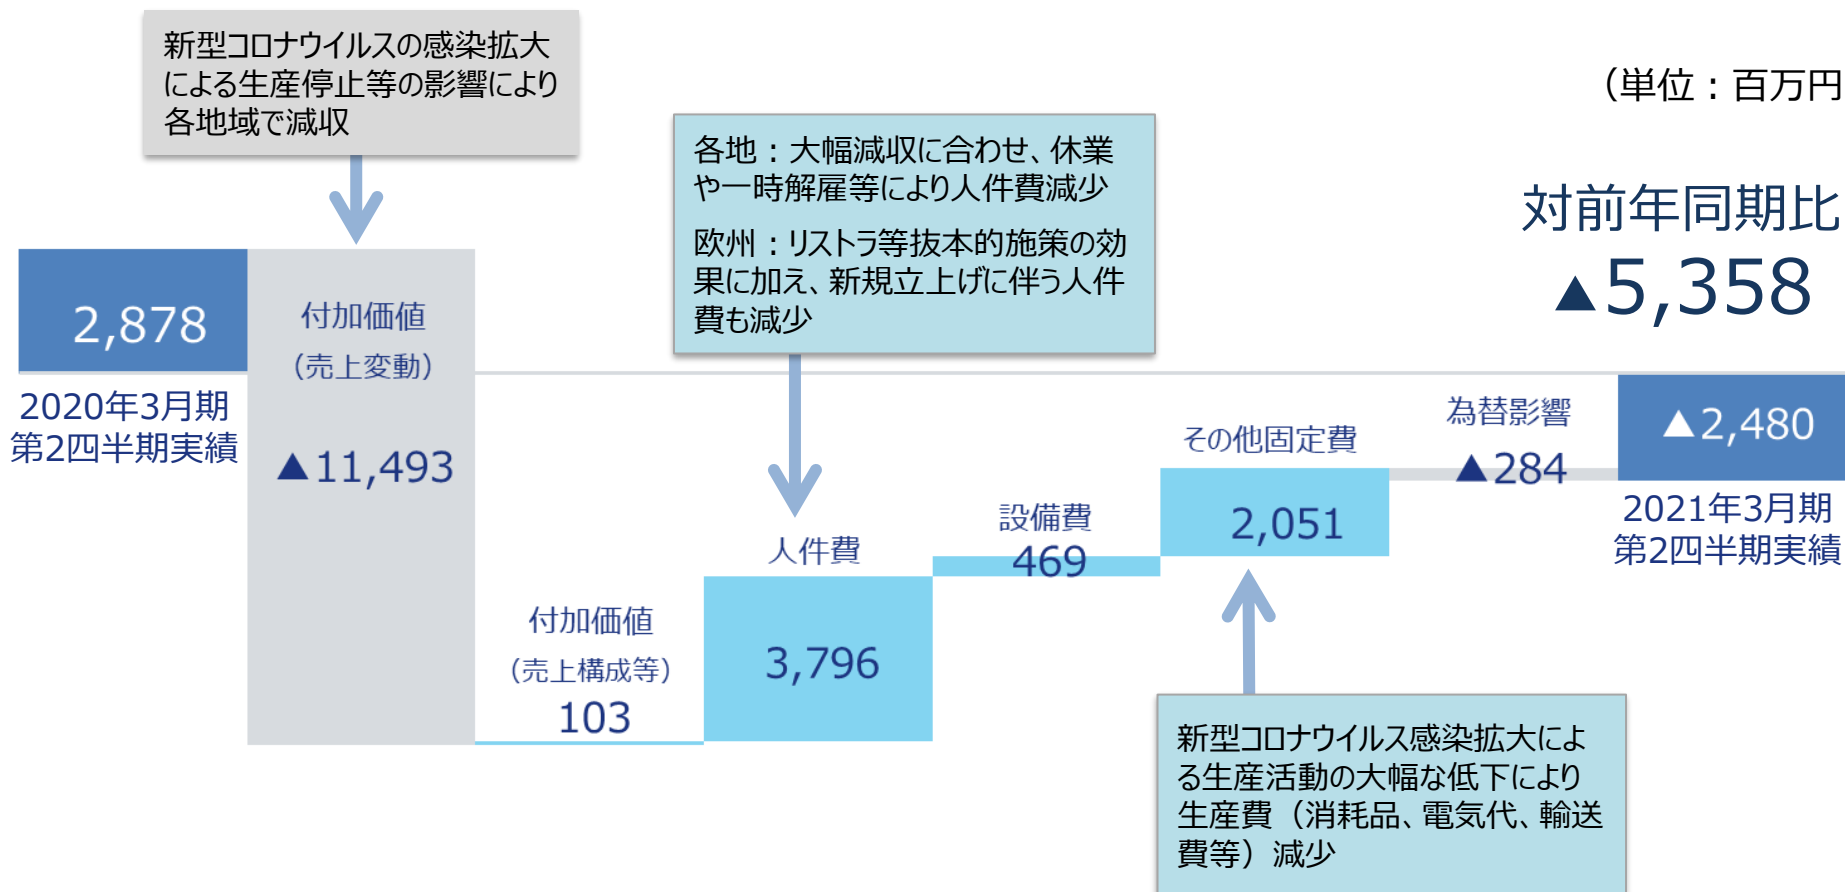 新型コロナウイルスの感染拡大
による生産停止等の影響により
各地域で減収
（単位：百万円
各地：大幅減収に合わせ、休業
や一時解雇等により人件費減少
欧州：リストラ等抜本的施策の効
果に加え、新規立上げに伴う人件
費も減少
対前年同期比
▲5,358
2,878
2020年3月期
第2四半期実績
付加価値
（売上変動）
▲11,493
付加価値
（売上構成等）
103
人件費
3,796
設備費
469
その他固定費
2,051
為替影響
▲284
▲2,480
2021年3月期
第2四半期実績
新型コロナウイルス感染拡大によ
る生産活動の大幅な低下により
生産費（消耗品、電気代、輸送
費等）減少